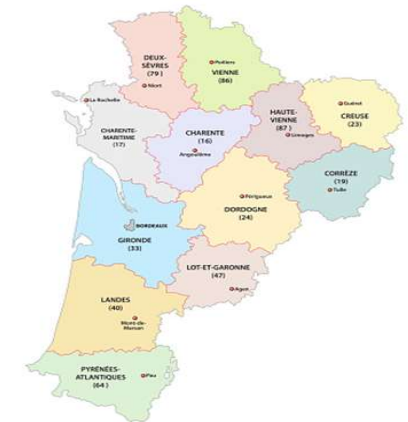 DEUX-
SÈVRES
(79)
Niort
Poitiers
VIENNE
(86)
La Rochelle
CHARENTE-
MARITIME
(17)
CHARENTE
(16)
Angoulême
HAUTE-
VIENNE
(87)
Limoges
Guéret
CREUSE
(23)
CORRÈZE
(19)
Tulle
Périgueux
DORDOGNE
(24)
BORDEAUX
GIRONDE
(33)
LOT-ET-GARONNE
(47)
Agen
LANDES
(40)
Mont-de-
Marsan
PYRÉNÉES-
ATLANTIQUES
(64)
Pau